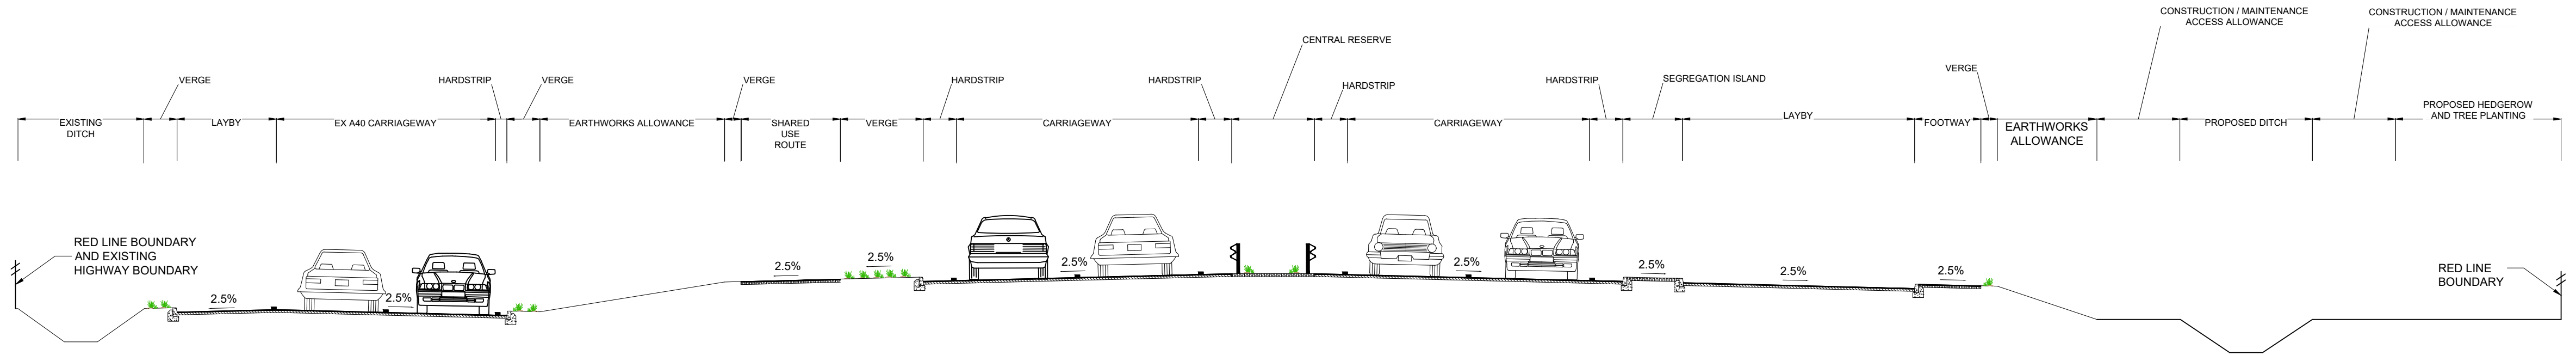 CONSTRUCTION / MAINTENANCE
ACCESS ALLOWANCE
CONSTRUCTION / MAINTENANCE
ACCESS ALLOWANCE
CENTRAL RESERVE
VERGE
VERGE
HARDSTRIP
VERGE
VERGE
HARDSTRIP
HARDSTRIP
HARDSTRIP
HARDSTRIP
SEGREGATION ISLAND
EXISTING
DITCH
LAYBY
EX A40 CARRIAGEWAY
EARTHWORKS ALLOWANCE
SHARED
USE
ROUTE
VERGE
CARRIAGEWAY
CARRIAGEWAY
LAYBY
FOOTWAY
EARTHWORKS
ALLOWANCE
PROPOSED DITCH
PROPOSED HEDGEROW
AND TREE PLANTING
RED LINE BOUNDARY
AND EXISTING
HIGHWAY BOUNDARY
2.5%
2.5%
2.5%
2.5%
2.5%
2.5%
2.5%
2.5%
2.5%
RED LINE
BOUNDARY